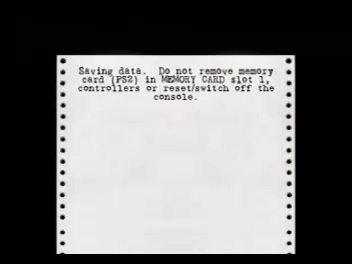 Saving data.  Do not remove memory
card (PS2) in MEMORY CARD slot 1,
controllers or reset/switch off the
console.